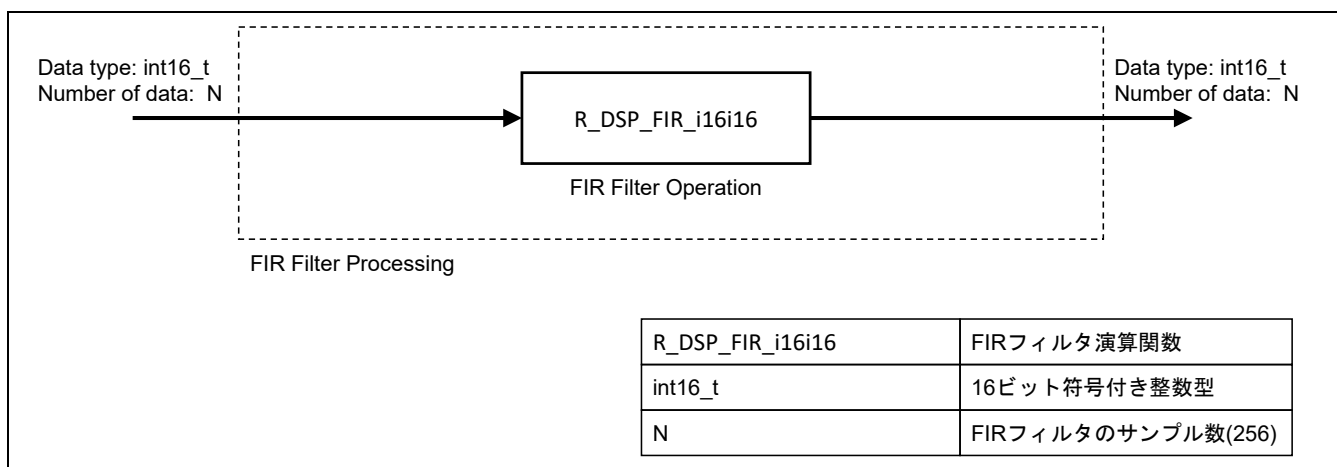 Data type: int16_t
Number of data: N
Data type: int16_t
Number of data: N
R_DSP_FIR_i16i16
FIR Filter Operation
FIR Filter Processing
R_DSP_FIR_i16i16 FIRフィルタ演算関数
int16_t 16ビット符号付き整数型
N FIRフィルタのサンプル数(256)